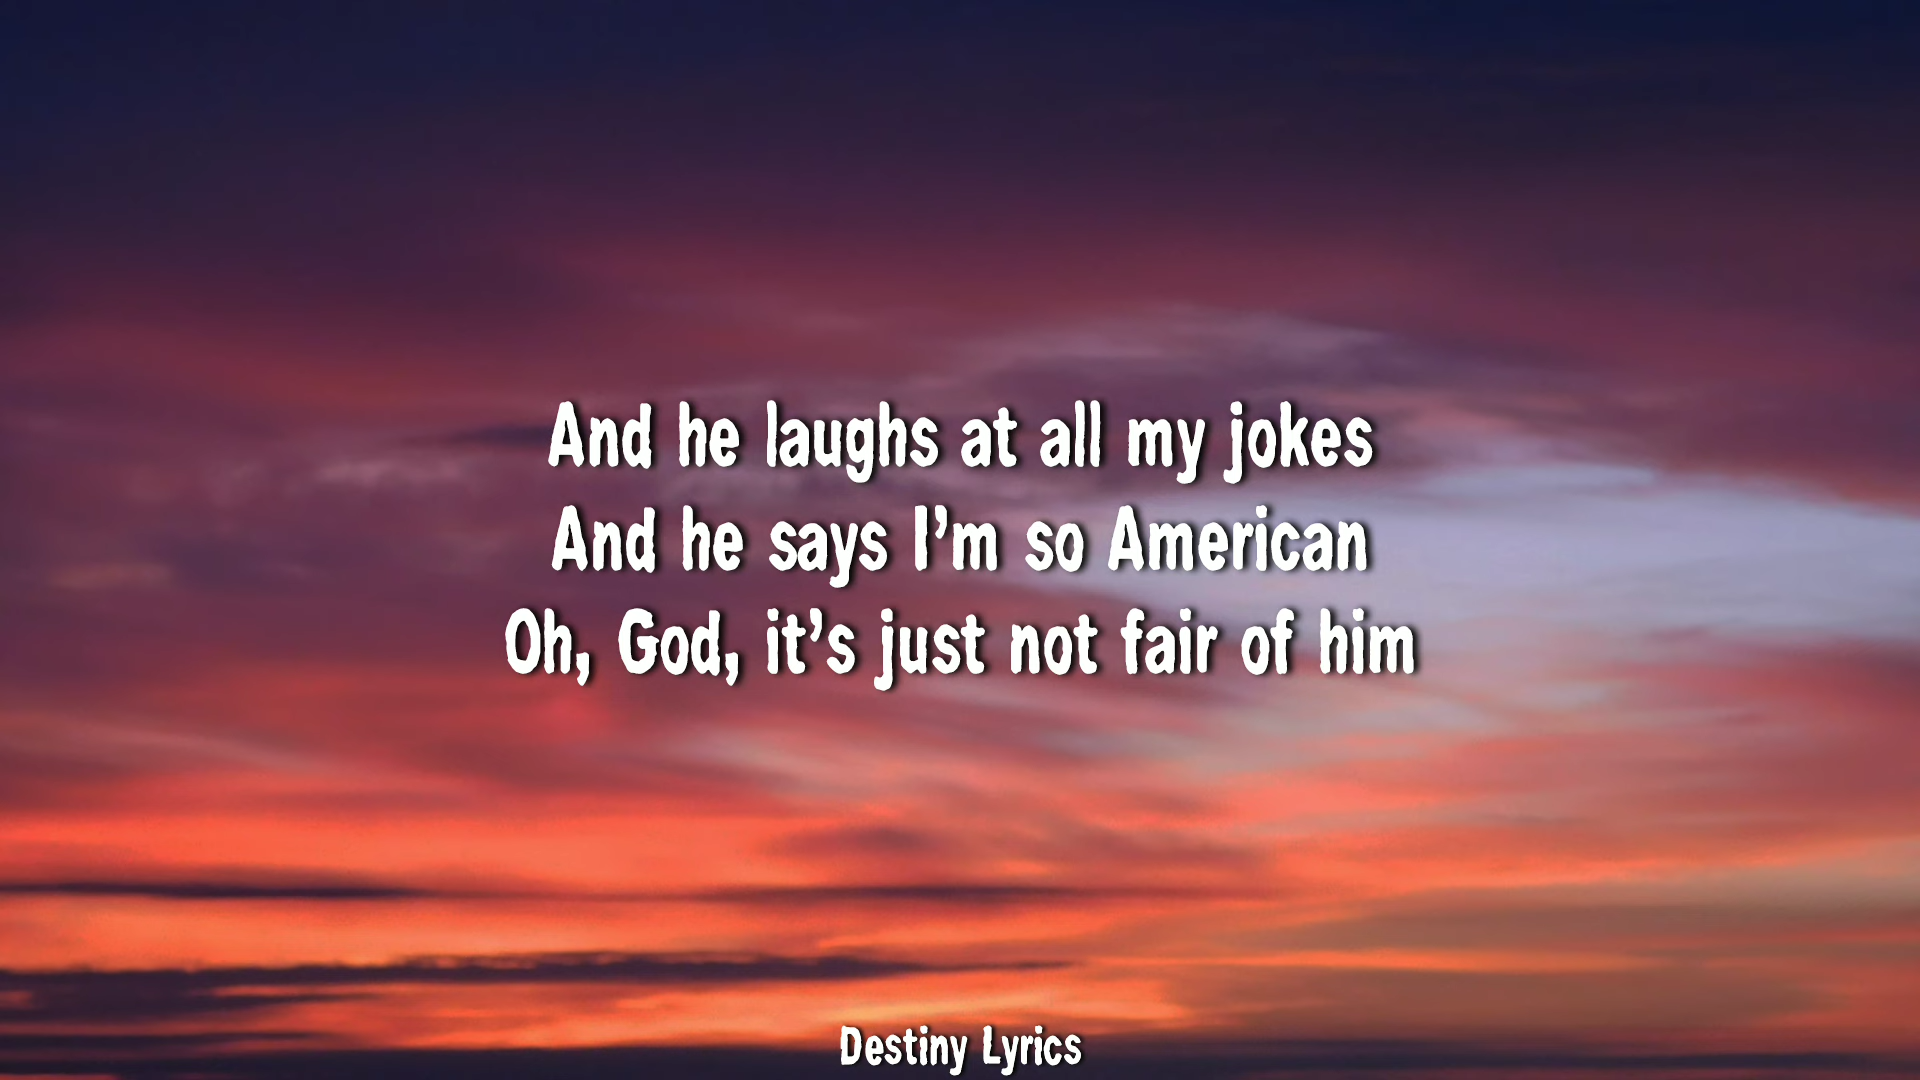 And he laughs at all my jokes
And he says I’m so American
Oh, God, it’s just not fair of him
Destiny Lyrics